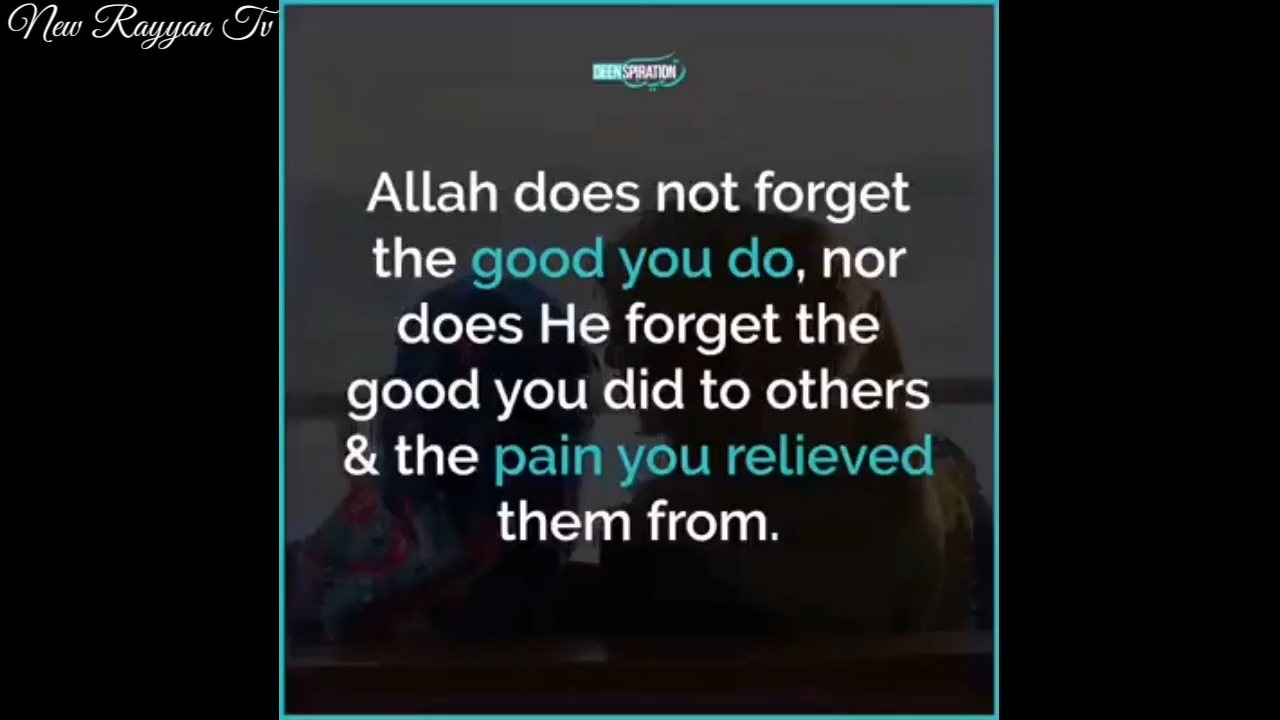 New Rayyan Tv
DEENSPIRATION
Allah does not forget
the good you do, nor
does He forget the
good you did to others
& the pain you relieved
them from.